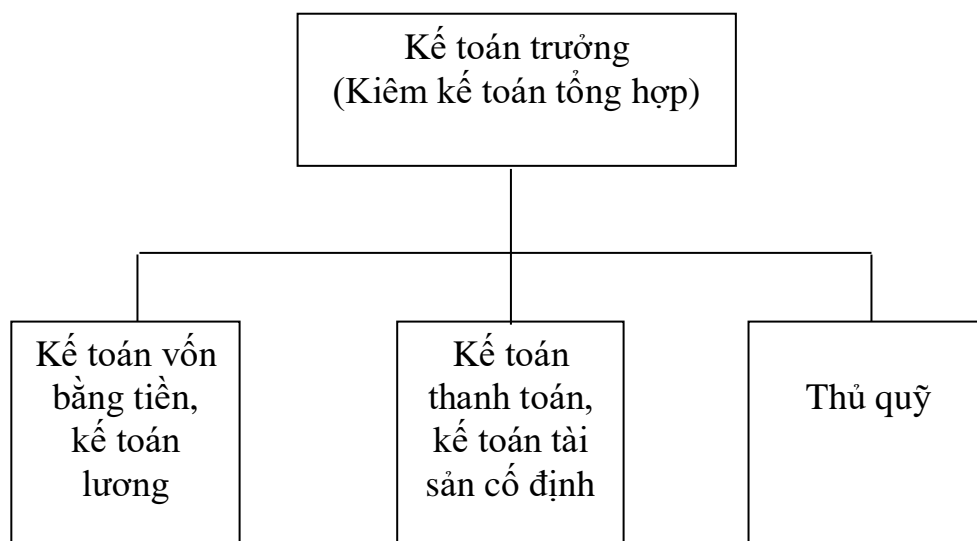 Kế toán trưởng
(Kiêm kế toán tổng hợp)
Kế toán vốn
bằng tiền,
kế toán
lương
Kế toán
thanh toán,
kế toán tài
sản cố định
Thủ quỹ